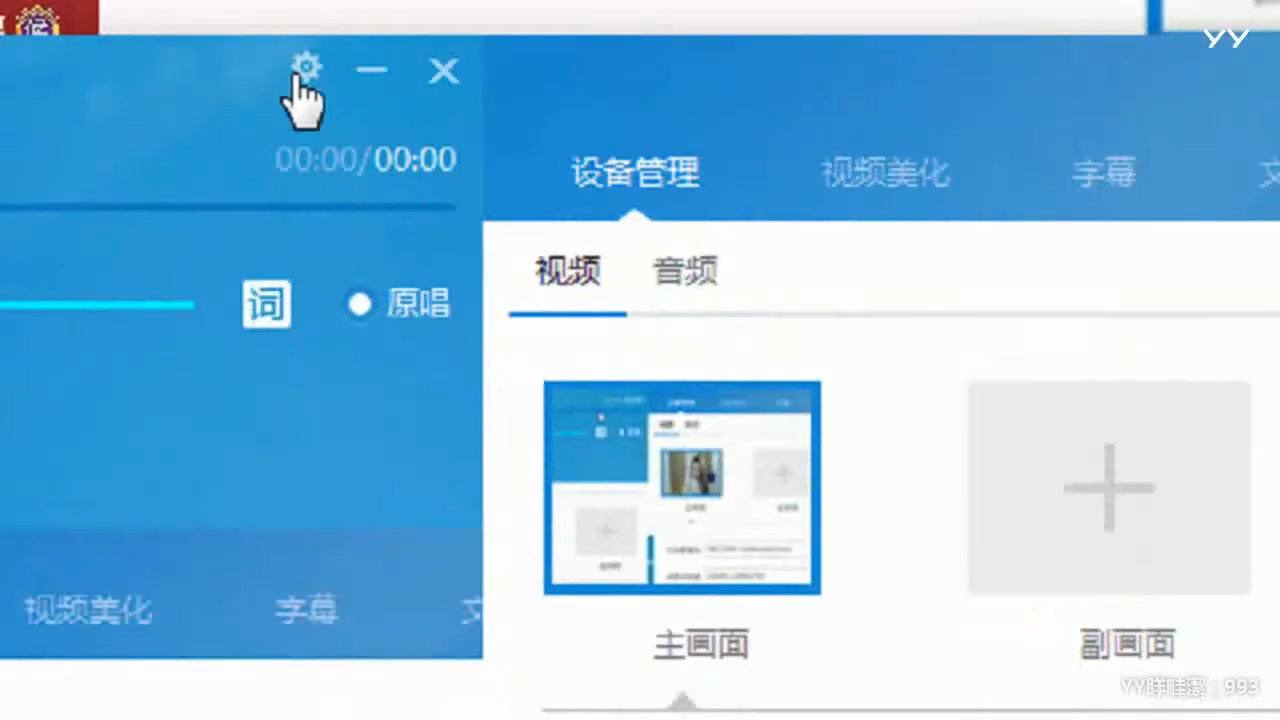 YY
00:00/00:00
设备管理 视频美化 字幕
视频 音频
词 原唱
视频美化 字幕
主画面 副画面
993